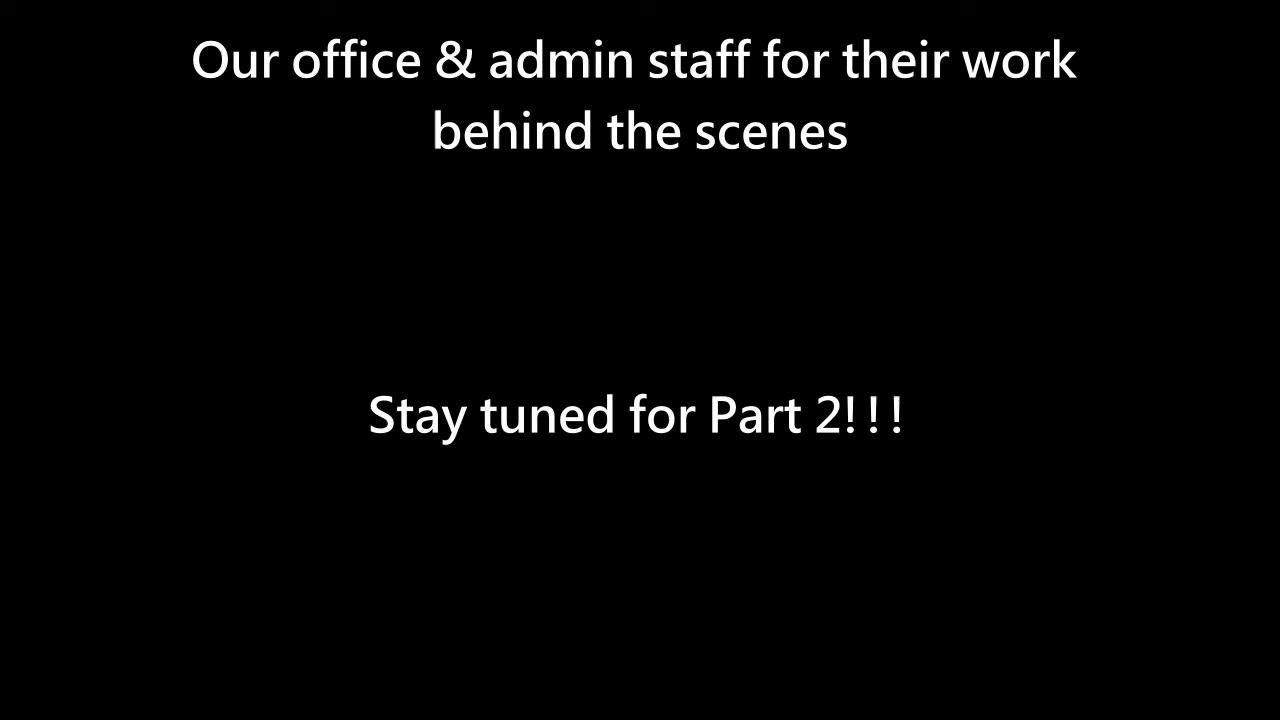 Our office & admin staff for their work
behind the scenes
Stay tuned for Part 2!!!